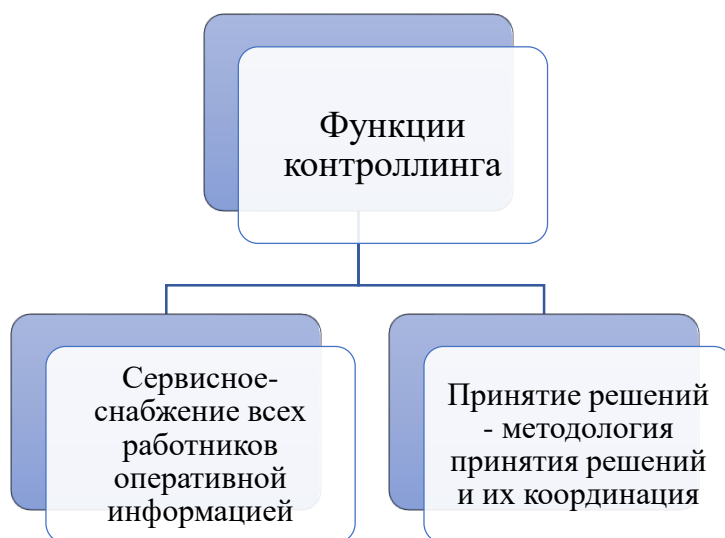 Функции
контроллинга
Сервисное-
снабжение всех
работников
оперативной
информацией
Принятие решений
- методология
принятия решений
и их координация